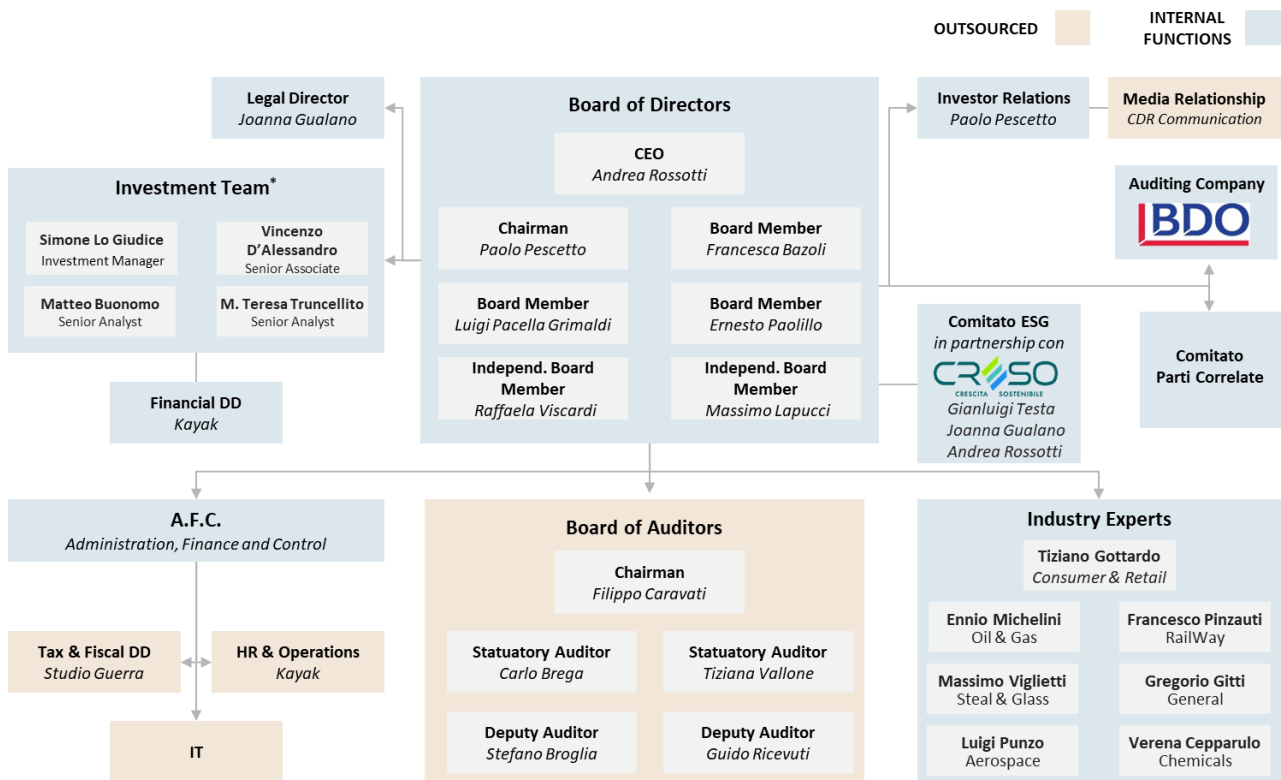 OUTSOURCED
INTERNAL
FUNCTIONS
Legal Director
Joanna Gualano
Board of Directors
CEO
Andrea Rossotti
Chairman
Paolo Pescetto
Board Member
Francesca Bazoli
Board Member
Luigi Pacella Grimaldi
Board Member
Ernesto Paolillo
Independ. Board
Member
Raffaela Viscardi
Independ. Board
Member
Massimo Lapucci
Investor Relations
Paolo Pescetto
Media Relationship
CDR Communication
Investment Team*
Simone Lo Giudice
Investment Manager
Vincenzo
D'Alessandro
Senior Associate
Matteo Buonomo
Senior Analyst
M. Teresa Truncellito
Senior Analyst
Financial DD
Kayak
Auditing Company
BDO
Comitato ESG
in partnership con
CRESO
CRESCITA SOSTENIBILE
Gianluigi Testa
Joanna Gualano
Andrea Rossotti
Comitato
Parti Correlate
A.F.C.
Administration, Finance and Control
Tax & Fiscal DD
Studio Guerra
HR & Operations
Kayak
IT
Board of Auditors
Chairman
Filippo Caravati
Statuatory Auditor
Carlo Brega
Statuatory Auditor
Tiziana Vallone
Deputy Auditor
Stefano Broglia
Deputy Auditor
Guido Ricevuti
Industry Experts
Tiziano Gottardo
Consumer & Retail
Ennio Michelini
Oil & Gas
Francesco Pinzauti
RailWay
Massimo Viglietti
Steal & Glass
Gregorio Gitti
General
Luigi Punzo
Aerospace
Verena Cepparulo
Chemicals